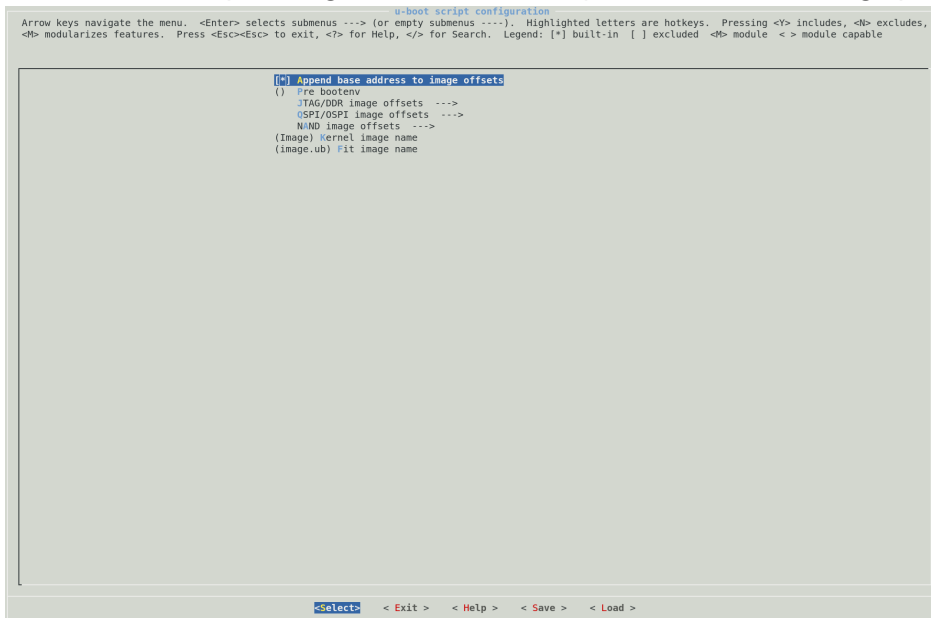 u-boot script configuration
Arrow keys navigate the menu.  <Enter> selects submenus ---> (or empty submenus ----).  Highlighted letters are hotkeys.  Pressing <Y> includes, <N> excludes,
<M> modularizes features.  Press <Esc><Esc> to exit, <?> for Help, </> for Search.  Legend: [*] built-in  [ ] excluded  <M> module  < > module capable
[*] Append base address to image offsets
()  Pre bootenv
JTAG/DDR image offsets  --->
QSPI/OSPI image offsets  --->
NAND image offsets  --->
(Image) Kernel image name
(image.ub) Fit image name
<Select>    < Exit >    < Help >    < Save >    < Load >